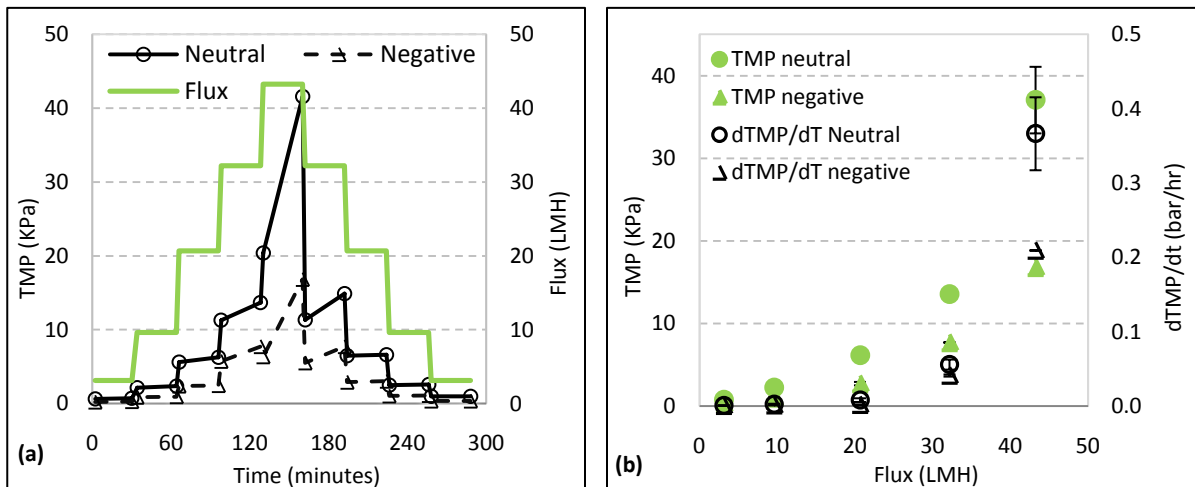 50
40
30
20
10
0
TMP (KPa)
Neutral
Negative
Flux
50
40
30
20
10
0
Flux (LMH)
0
60
120
180
240
300
Time (minutes)
(a)
40
30
20
10
0
TMP (KPa)
TMP neutral
TMP negative
dTMP/dT Neutral
dTMP/dT negative
0.5
0.4
0.3
0.2
0.1
0.0
dTMP/dt (bar/hr)
0
10
20
30
40
50
Flux (LMH)
(b)